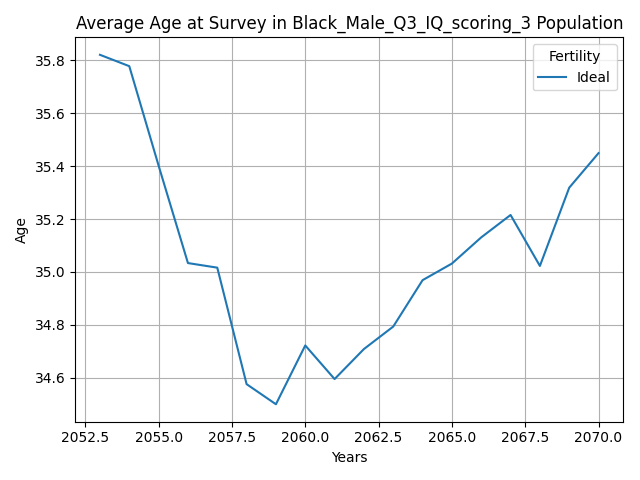 Average Age at Survey in Black_Male_Q3_IQ_scoring_3 Population
Fertility
Ideal
35.8
35.6
35.4
35.2
35.0
34.8
34.6
Age
2052.5 2055.0 2057.5 2060.0 2062.5 2065.0 2067.5 2070.0
Years